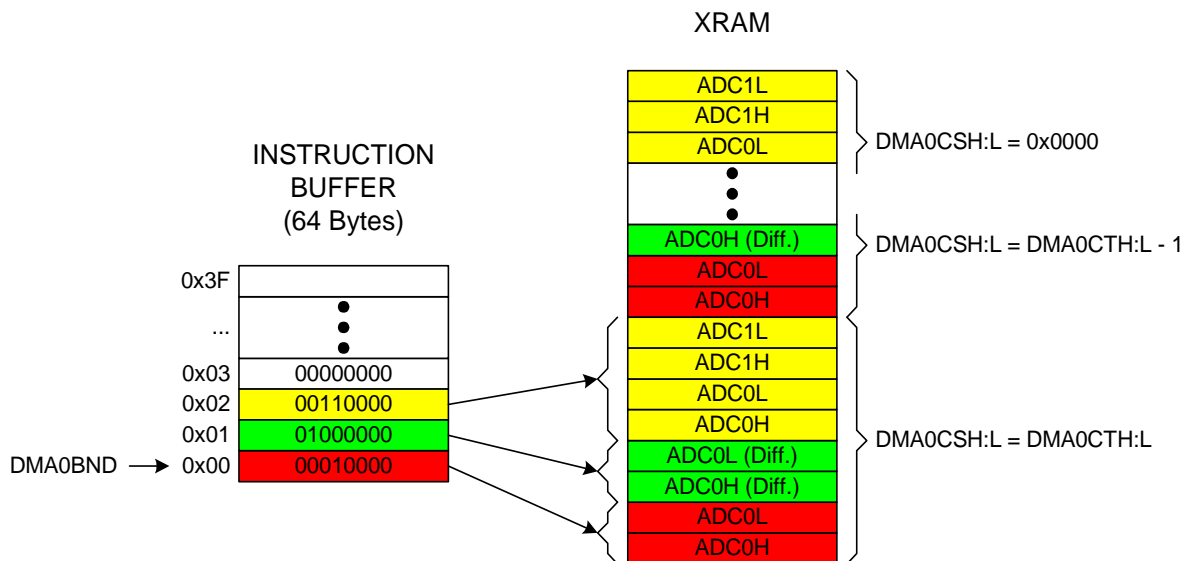 XRAM
ADC1L
ADC1H
ADC0L
DMA0CSH:L = 0x0000
INSTRUCTION
BUFFER
(64 Bytes)
ADC0H (Diff.)
DMA0CSH:L = DMA0CTH:L - 1
ADC0L
ADC0H
0x3F
...
0x03 00000000
0x02 00110000
0x01 01000000
DMA0BND 0x00 00010000
ADC1L
ADC1H
ADC0L
ADC0H
DMA0CSH:L = DMA0CTH:L
ADC0L (Diff.)
ADC0H (Diff.)
ADC0L
ADC0H